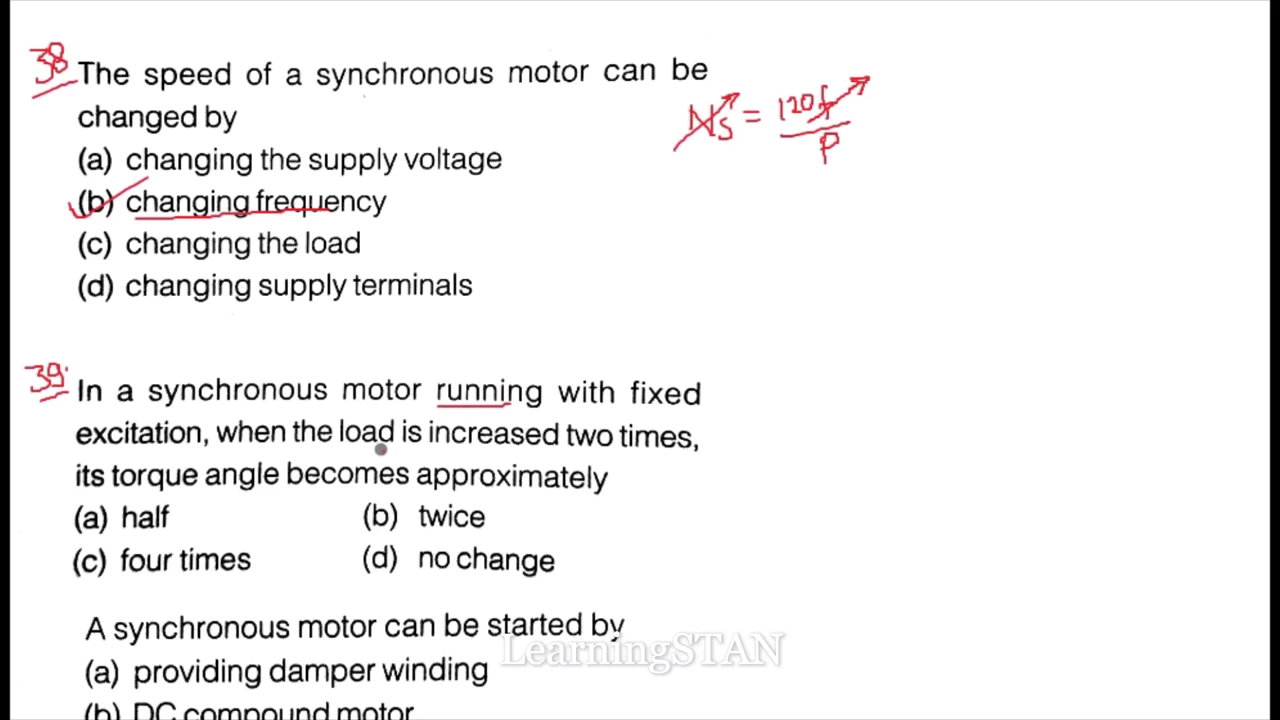 38
The speed of a synchronous motor can be
changed by
Ns = 120f / P
(a) changing the supply voltage
(b) changing frequency
(c) changing the load
(d) changing supply terminals
39.
In a synchronous motor running with fixed
excitation, when the load is increased two times,
its torque angle becomes approximately
(a) half (b) twice
(c) four times (d) no change
A synchronous motor can be started by
LearningSTAN
(a) providing damper winding
(b) DC compound motor